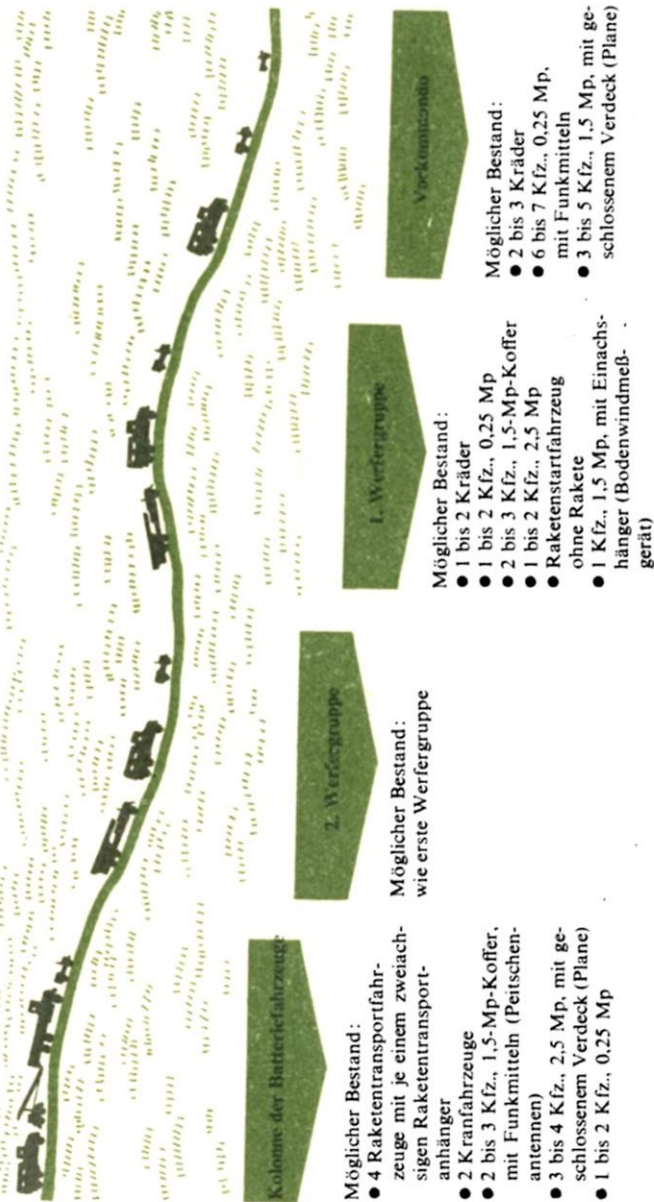 Kolonne der Batteriefahrzeuge
Möglicher Bestand:
● 4 Raketentransportfahr-
zeuge mit je einem zweiach-
sigen Raketentransport-
anhänger
● 2 Kranfahrzeuge
● 2 bis 3 Kfz., 1,5-Mp-Koffer,
mit Funkmitteln (Peitschen-
antennen)
● 3 bis 4 Kfz., 2,5 Mp, mit ge-
schlossenem Verdeck (Plane)
● 1 bis 2 Kfz., 0,25 Mp
2. Werfergruppe
Möglicher Bestand:
wie erste Werfergruppe
1. Werfergruppe
Möglicher Bestand:
● 1 bis 2 Kräder
● 1 bis 2 Kfz., 0,25 Mp
● 2 bis 3 Kfz., 1,5-Mp-Koffer
● 1 bis 2 Kfz., 2,5 Mp
● Raketenstartfahrzeug
ohne Rakete
● 1 Kfz., 1,5 Mp, mit Einachs-
hänger (Bodenwindmeß-
gerät)
Vorkommando
Möglicher Bestand:
● 2 bis 3 Kräder
● 6 bis 7 Kfz., 0,25 Mp,
mit Funkmitteln
● 3 bis 5 Kfz., 1,5 Mp, mit ge-
schlossenem Verdeck (Plane)